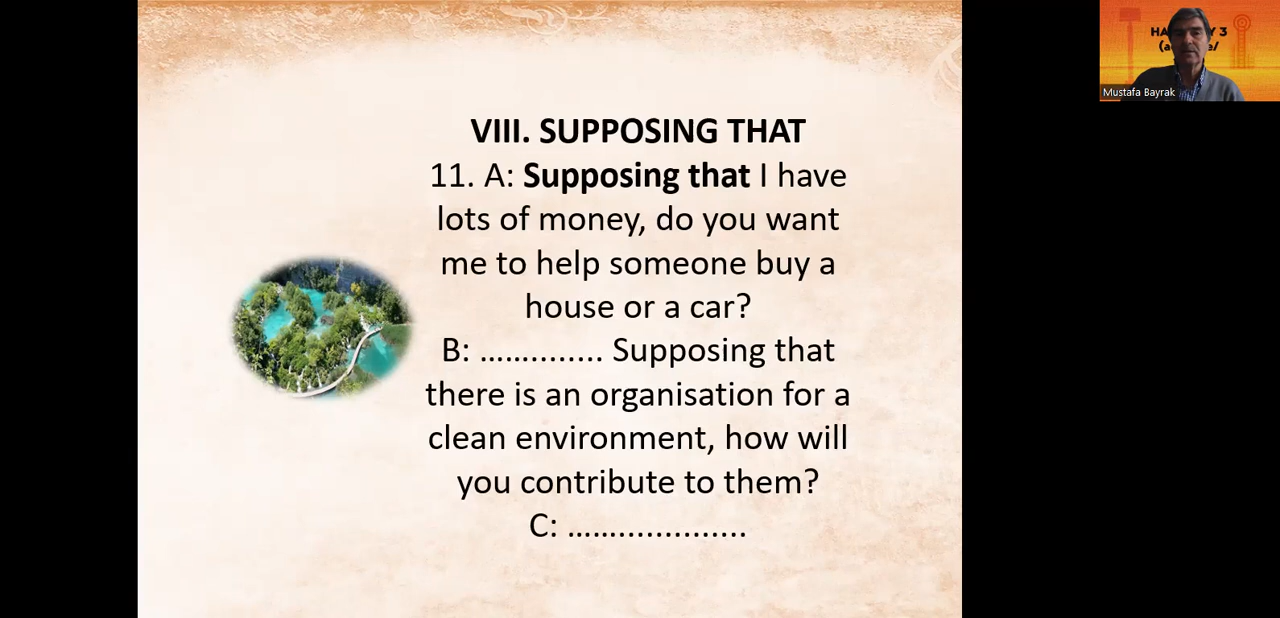 VIII. SUPPOSING THAT
11. A: Supposing that I have
lots of money, do you want
me to help someone buy a
house or a car?
B: .............. Supposing that
there is an organisation for a
clean environment, how will
you contribute to them?
C: ....................
Y 3
Mustafa Bayrak